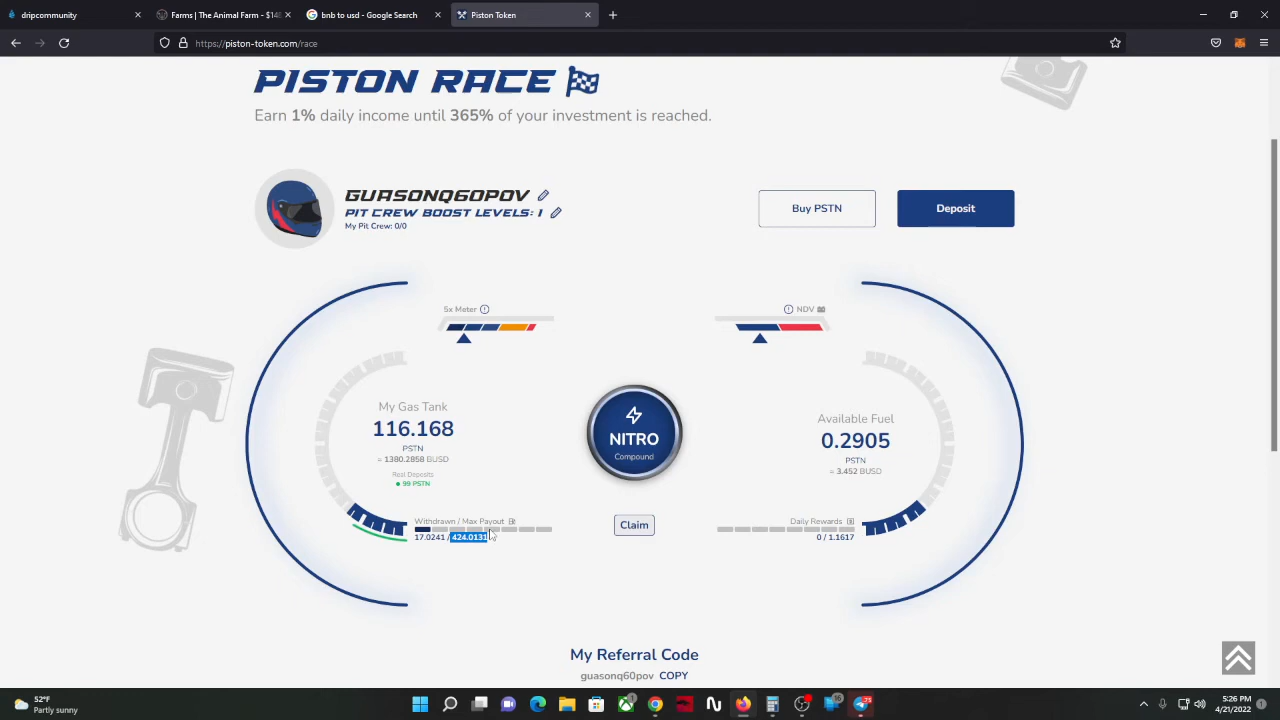 dripcommunity
Farms | The Animal Farm - $148
bnb to usd - Google Search
Piston Token
https://piston-token.com/race
PISTON RACE
Earn 1% daily income until 365% of your investment is reached.
GUASONQ60POV
PIT CREW BOOST LEVELS: 1
My Pit Crew: 0/0
Buy PSTN
Deposit
5x Meter
NDV
My Gas Tank
116.168
PSTN
≈ 1380.2858 BUSD
Real Deposits
99 PSTN
NITRO
Compound
Available Fuel
0.2905
PSTN
≈ 3.452 BUSD
Withdrawn / Max Payout
17.0241 / 424.0131
Claim
Daily Rewards
0 / 1.1617
My Referral Code
guasonq60pov COPY
52°F
Partly sunny
5:26 PM
4/21/2022